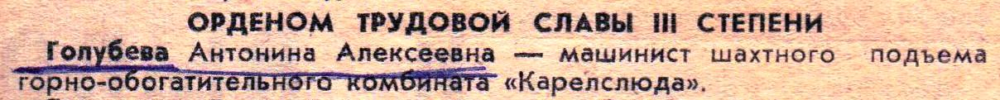 ОРДЕНОМ ТРУДОВОЙ СЛАВЫ III СТЕПЕНИ
Голубева Антонина Алексеевна — машинист шахтного подъема
горно-обогатительного комбината «Карелслюда».